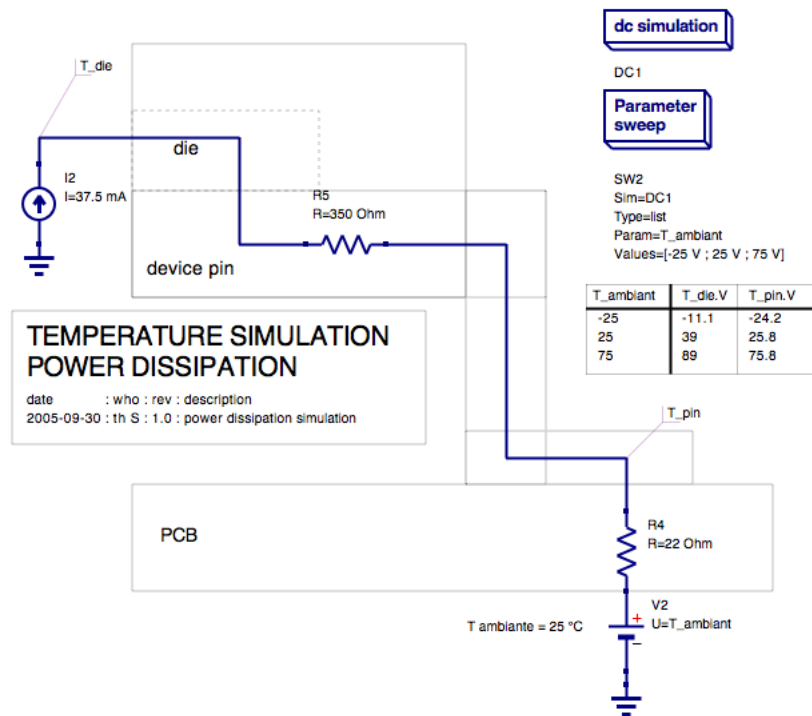 T_die
I2
I=37.5 mA
die
R5
R=350 Ohm
device pin
dc simulation
DC1
Parameter
sweep
SW2
Sim=DC1
Type=list
Param=T_ambiant
Values=[-25 V ; 25 V ; 75 V]
T_ambiant T_die.V T_pin.V
-25 -11.1 -24.2
25 39 25.8
75 89 75.8
TEMPERATURE SIMULATION
POWER DISSIPATION
date : who : rev : description
2005-09-30 : th S : 1.0 : power dissipation simulation
T_pin
PCB
R4
R=22 Ohm
T ambiante = 25 °C
V2
U=T_ambiant
+
−